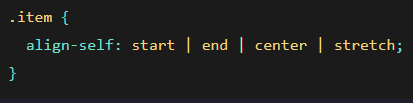 .item {
  align-self: start | end | center | stretch;
}